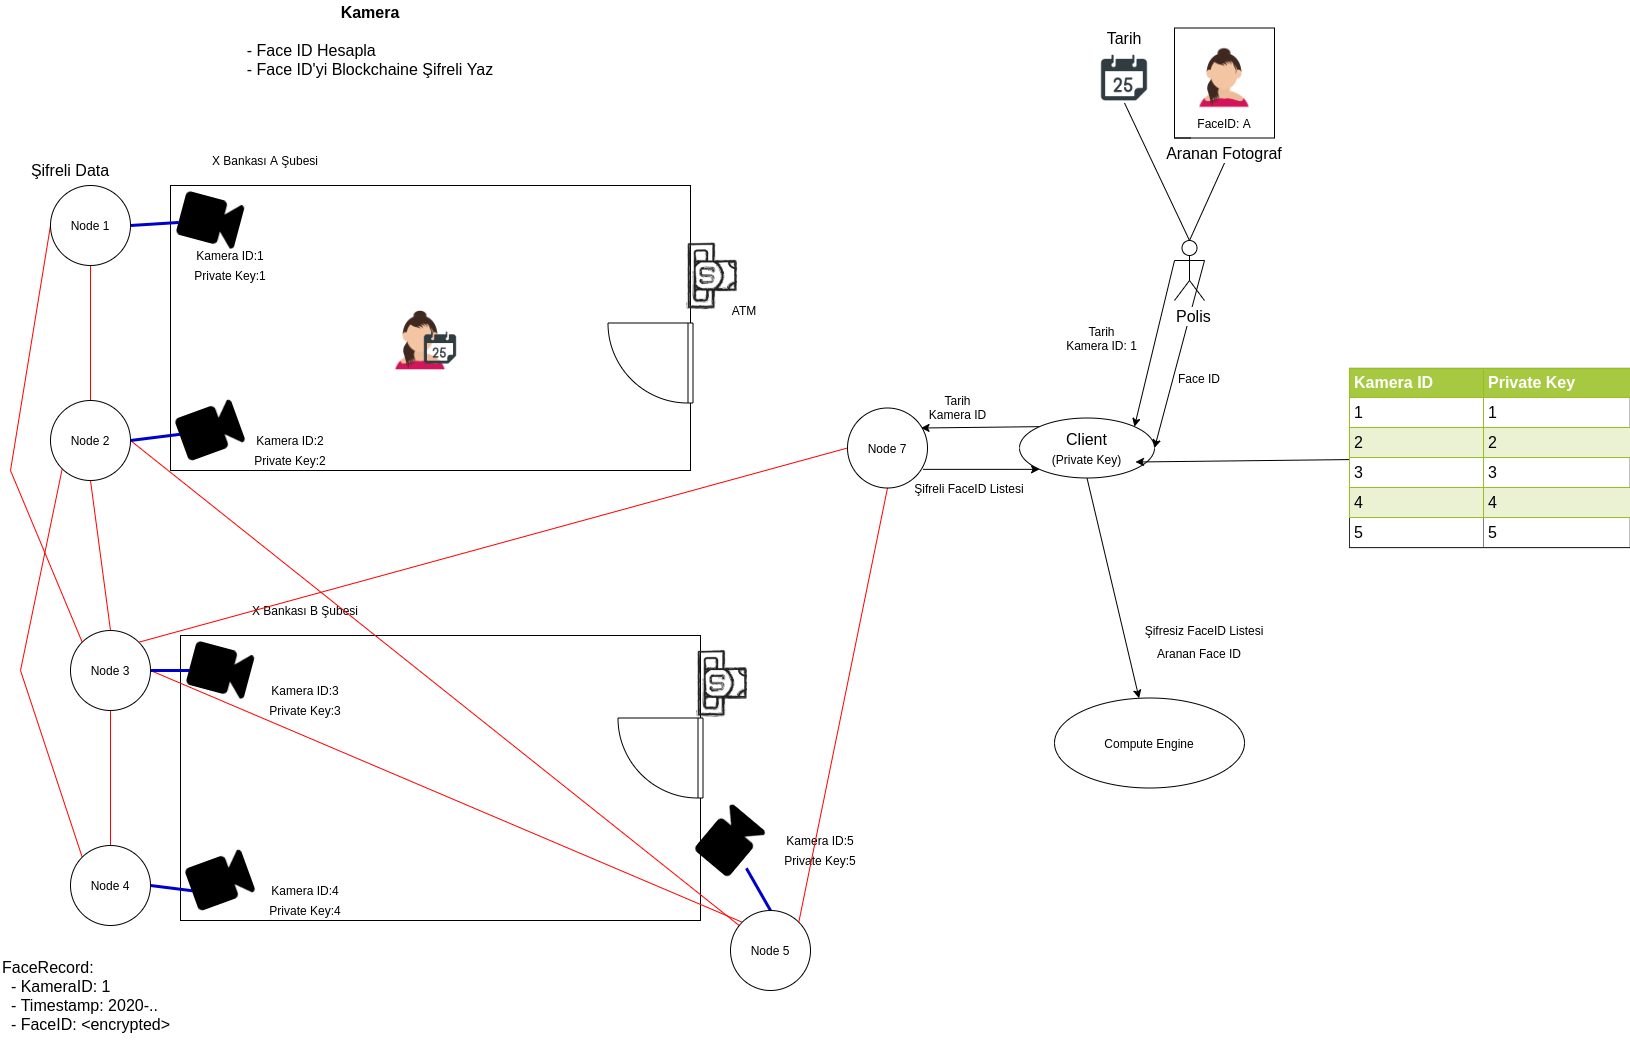 Kamera
- Face ID Hesapla
- Face ID'yi Blockchaine Şifreli Yaz
Tarih
25
FaceID: A
Aranan Fotograf
X Bankası A Şubesi
Şifreli Data
Node 1
Kamera ID:1
Private Key:1
ATM
25
Polis
Tarih
Kamera ID: 1
Face ID
Node 2
Kamera ID:2
Private Key:2
Tarih
Kamera ID
Node 7
Şifreli FaceID Listesi
Client
(Private Key)
Kamera ID Private Key
1 1
2 2
3 3
4 4
5 5
X Bankası B Şubesi
Node 3
Kamera ID:3
Private Key:3
Şifresiz FaceID Listesi
Aranan Face ID
Compute Engine
Kamera ID:5
Private Key:5
Node 4
Kamera ID:4
Private Key:4
Node 5
FaceRecord:
- KameraID: 1
- Timestamp: 2020-..
- FaceID: <encrypted>